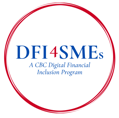 DFI4SMEs
A CBC Digital Financial
Inclusion Program